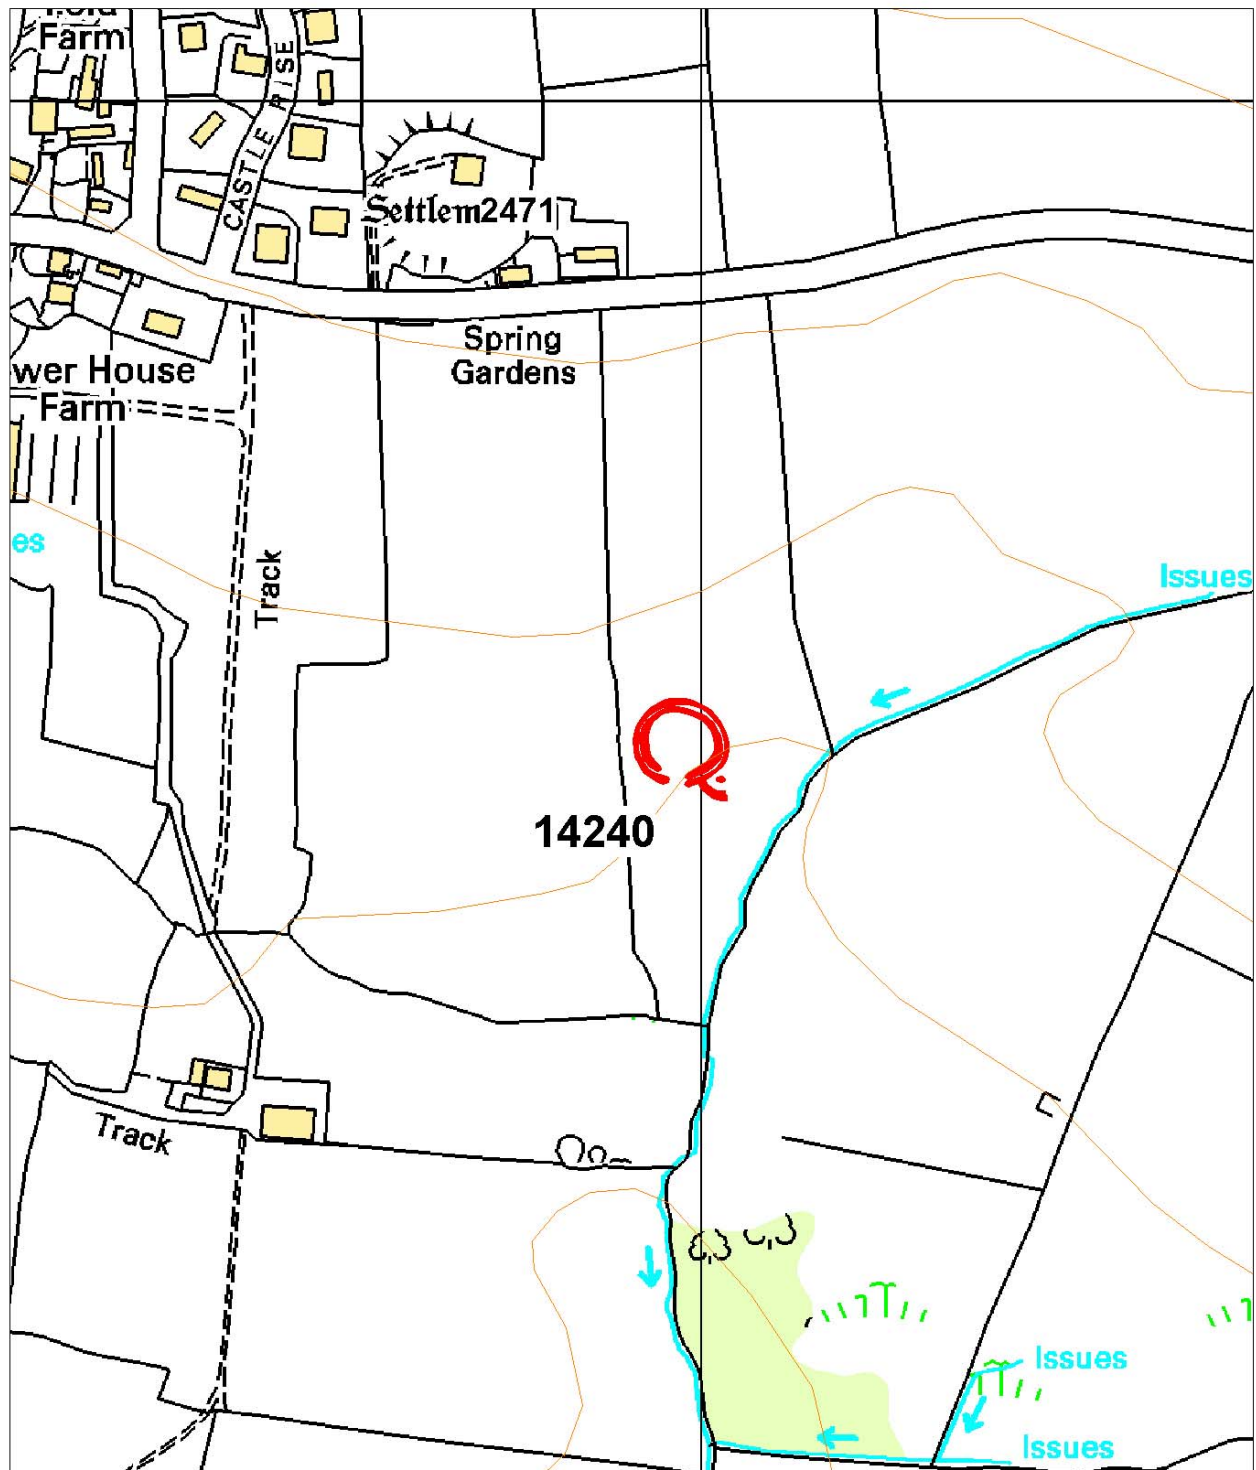 Farm
CASTLE RISE
Settlem2471
Spring
Gardens
wer House
Farm
es
Track
Issues
14240
Track
Issues
Issues